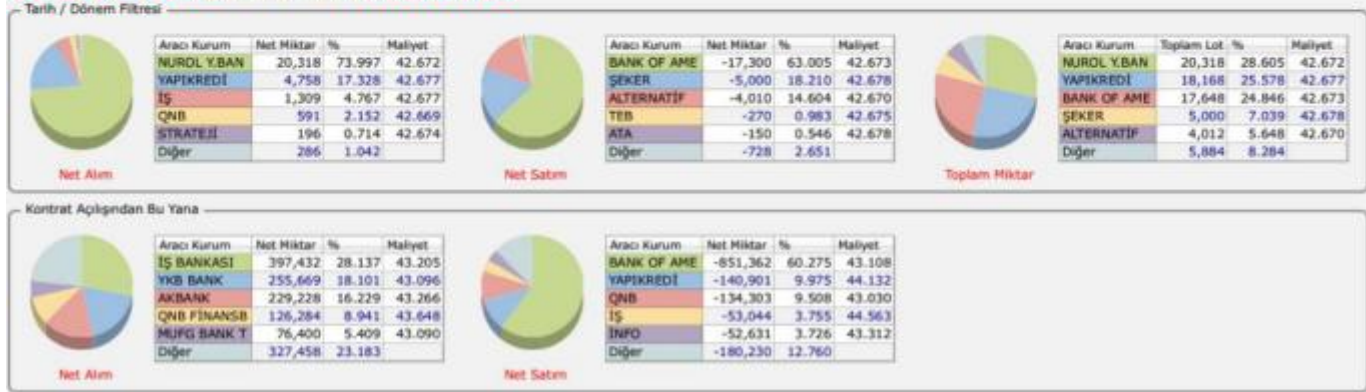 Tarih / Dönem Filtresi
Aracı Kurum Net Miktar % Maliyet
NUROL Y.BAN 20,318 73.997 42.672
YAPIKREDİ 4,758 17.328 42.677
İŞ 1,309 4.767 42.677
QNB 591 2.152 42.669
STRATEJİ 196 0.714 42.674
Diğer 286 1.042
Net Alım
Aracı Kurum Net Miktar % Maliyet
BANK OF AME -17,300 63.005 42.673
ŞEKER -5,000 18.210 42.678
ALTERNATİF -4,010 14.604 42.670
TEB -270 0.983 42.675
ATA -150 0.546 42.678
Diğer -728 2.651
Net Satım
Aracı Kurum Toplam Lot % Maliyet
NUROL Y.BAN 20,318 28.605 42.672
YAPIKREDİ 18,168 25.578 42.677
BANK OF AME 17,648 24.846 42.673
ŞEKER 5,000 7.039 42.678
ALTERNATİF 4,012 5.648 42.670
Diğer 5,884 8.284
Toplam Miktar
Kontrat Açılışından Bu Yana
Aracı Kurum Net Miktar % Maliyet
İŞ BANKASI 397,432 28.137 43.205
YKB BANK 255,669 18.101 43.096
AKBANK 229,228 16.229 43.266
QNB FİNANSB 126,284 8.941 43.648
MUFG BANK T 76,400 5.409 43.090
Diğer 327,458 23.183
Net Alım
Aracı Kurum Net Miktar % Maliyet
BANK OF AME -851,362 60.275 43.108
YAPIKREDİ -140,901 9.975 44.132
QNB -134,303 9.508 43.030
İŞ -53,044 3.755 44.563
İNFO -52,631 3.726 43.312
Diğer -180,230 12.760
Net Satım